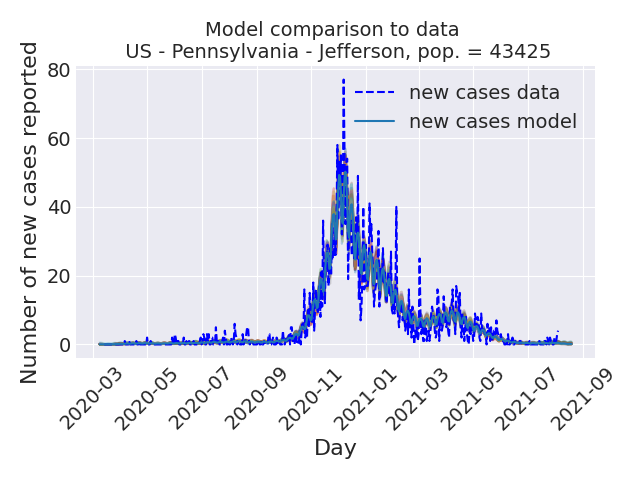 Model comparison to data
US - Pennsylvania - Jefferson, pop. = 43425
Number of new cases reported
80
60
40
20
0
new cases data
new cases model
2020-03
2020-05
2020-07
2020-09
2020-11
2021-01
2021-03
2021-05
2021-07
2021-09
Day